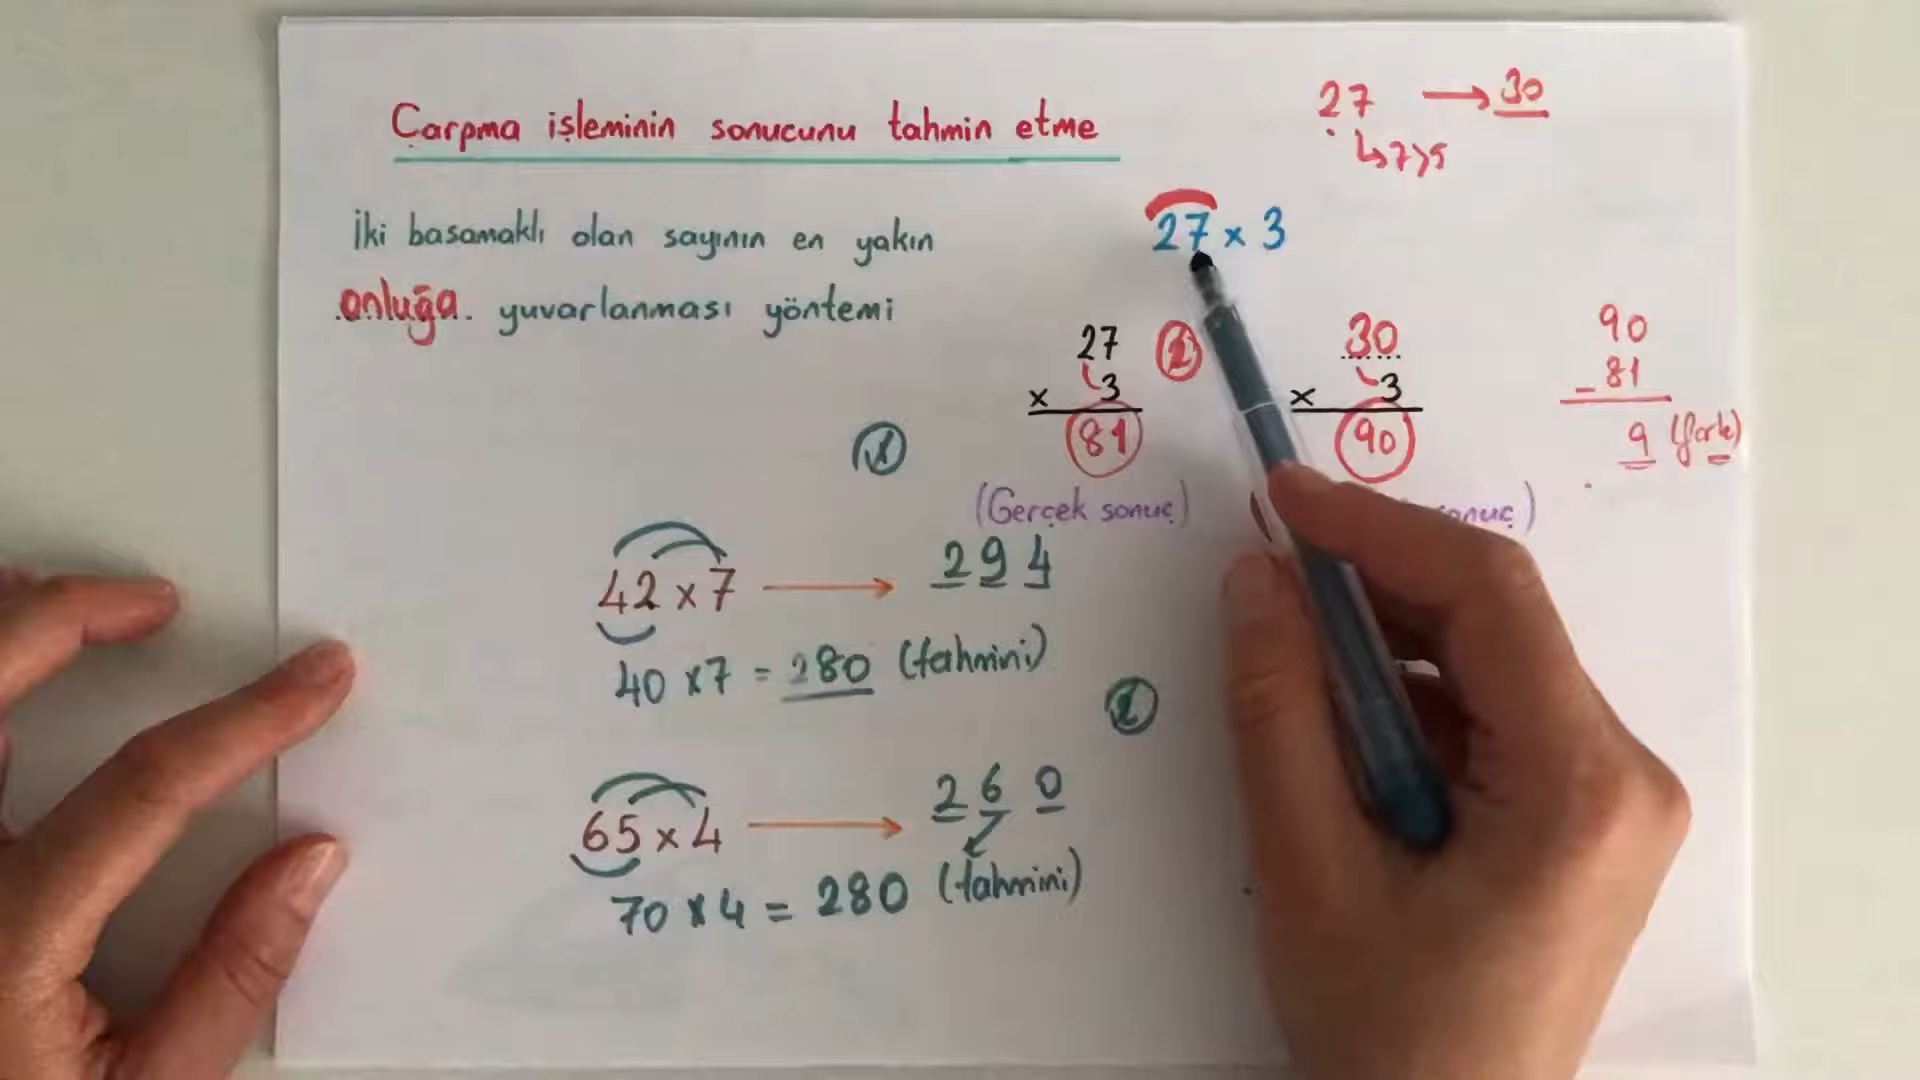 Çarpma işleminin sonucunu tahmin etme
27 → 30
↳ 7>5
İki basamaklı olan sayının en yakın
onluğa yuvarlanması yöntemi
27 x 3
27
x 3
81
(Gerçek sonuç)
30
x 3
90
sonuç)
90
- 81
9 (fark)
42 x 7 → 294
40 x 7 = 280 (tahmini)
65 x 4 → 260
70 x 4 = 280 (tahmini)